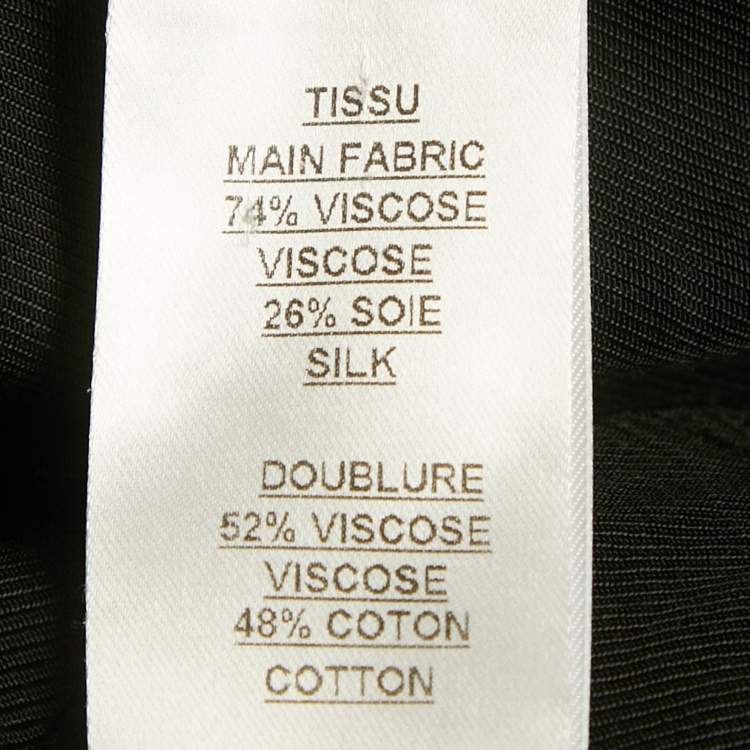 TISSU
MAIN FABRIC
74% VISCOSE
VISCOSE
26% SOIE
SILK
DOUBLURE
52% VISCOSE
VISCOSE
48% COTON
COTTON